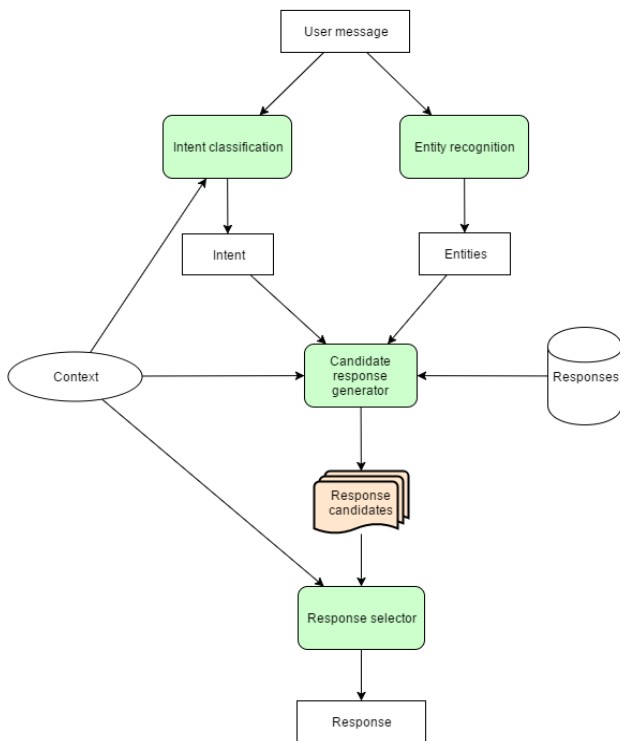 User message
Intent classification
Entity recognition
Intent
Entities
Context
Candidate
response
generator
Responses
Response
candidates
Response selector
Response